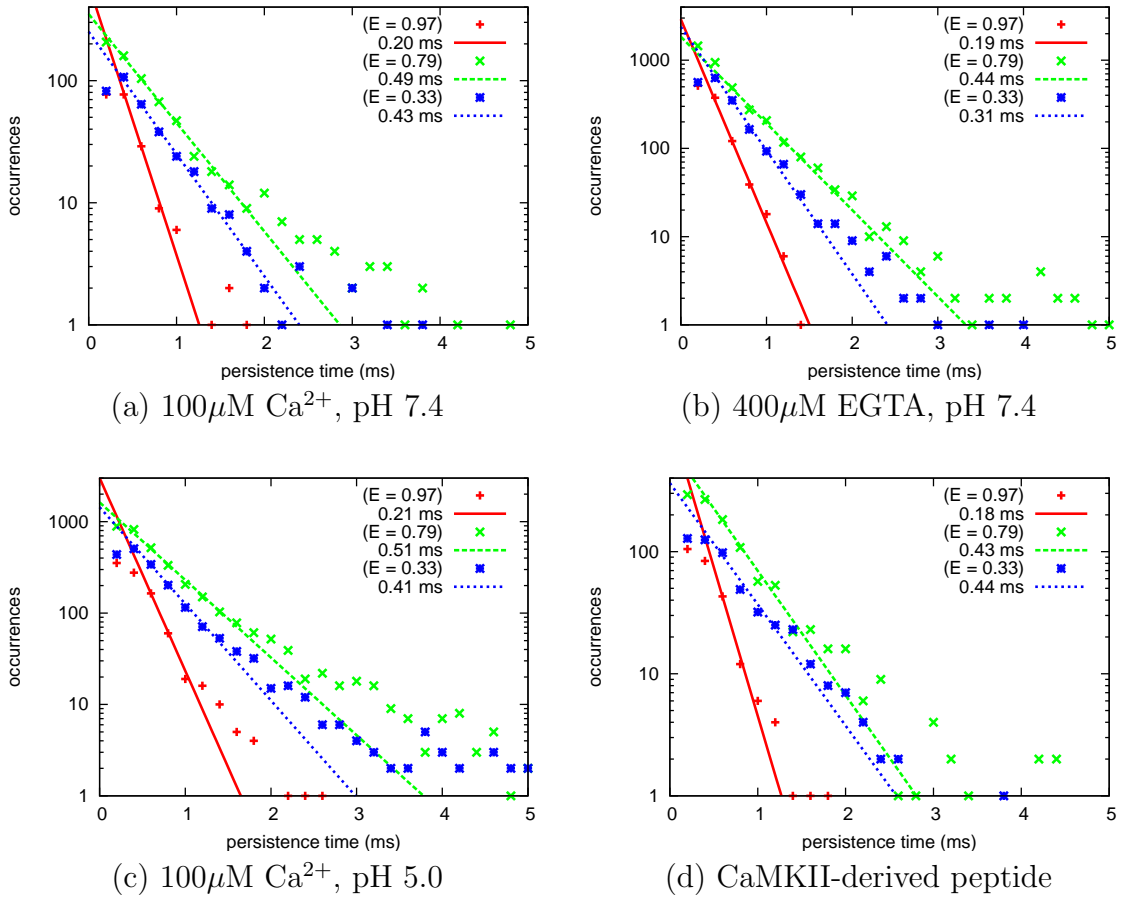 occurrences
100
10
1
0 1 2 3 4 5
persistence time (ms)
(E = 0.97)
0.20 ms
(E = 0.79)
0.49 ms
(E = 0.33)
0.43 ms
(a) 100μM Ca²⁺, pH 7.4
occurrences
1000
100
10
1
0 1 2 3 4 5
persistence time (ms)
(E = 0.97)
0.19 ms
(E = 0.79)
0.44 ms
(E = 0.33)
0.31 ms
(b) 400μM EGTA, pH 7.4
occurrences
1000
100
10
1
0 1 2 3 4 5
persistence time (ms)
(E = 0.97)
0.21 ms
(E = 0.79)
0.51 ms
(E = 0.33)
0.41 ms
(c) 100μM Ca²⁺, pH 5.0
occurrences
100
10
1
0 1 2 3 4 5
persistence time (ms)
(E = 0.97)
0.18 ms
(E = 0.79)
0.43 ms
(E = 0.33)
0.44 ms
(d) CaMKII-derived peptide